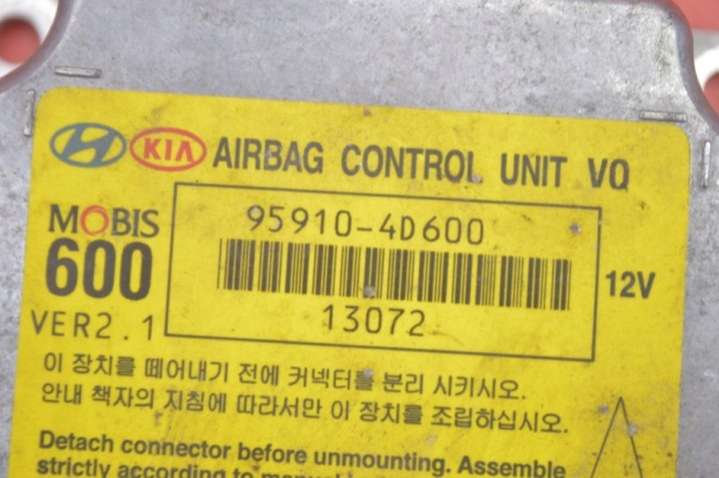 KIA AIRBAG CONTROL UNIT VQ
MOBIS
95910-4D600
600
12V
VER2.1
13072
이 장치를 떼어내기 전에 커넥터를 분리 시키시오.
안내 책자의 지침에 따라서만 이 장치를 조립하십시오.
Detach connector before unmounting. Assemble
strictly according to